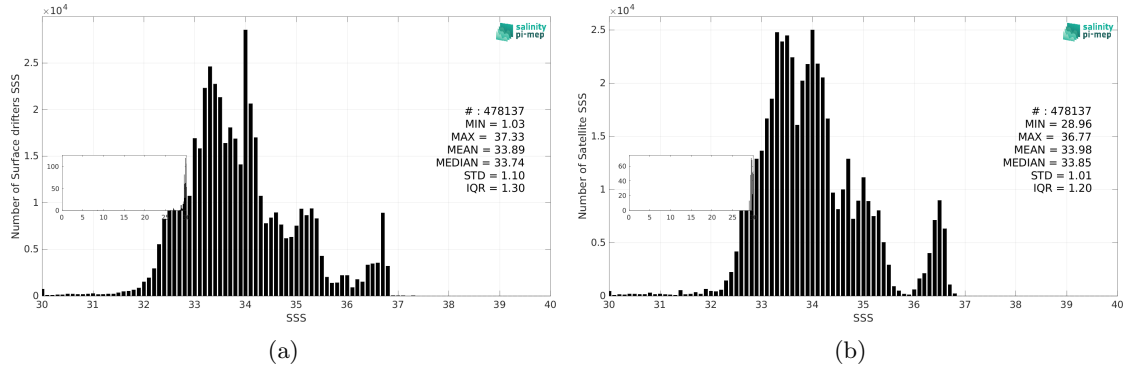 ×10⁴
salinity
pi-mep
Number of Surface drifters SSS
3
2.5
2
1.5
1
0.5
0
# : 478137
MIN = 1.03
MAX = 37.33
MEAN = 33.89
MEDIAN = 33.74
STD = 1.10
IQR = 1.30
100
50
0
0 5 10 15 20 25
30 31 32 33 34 35 36 37 38 39 40
SSS
(a)
×10⁴
salinity
pi-mep
Number of Satellite SSS
2.5
2
1.5
1
0.5
0
# : 478137
MIN = 28.96
MAX = 36.77
MEAN = 33.98
MEDIAN = 33.85
STD = 1.01
IQR = 1.20
60
40
20
0
0 5 10 15 20 25
30 31 32 33 34 35 36 37 38 39 40
SSS
(b)